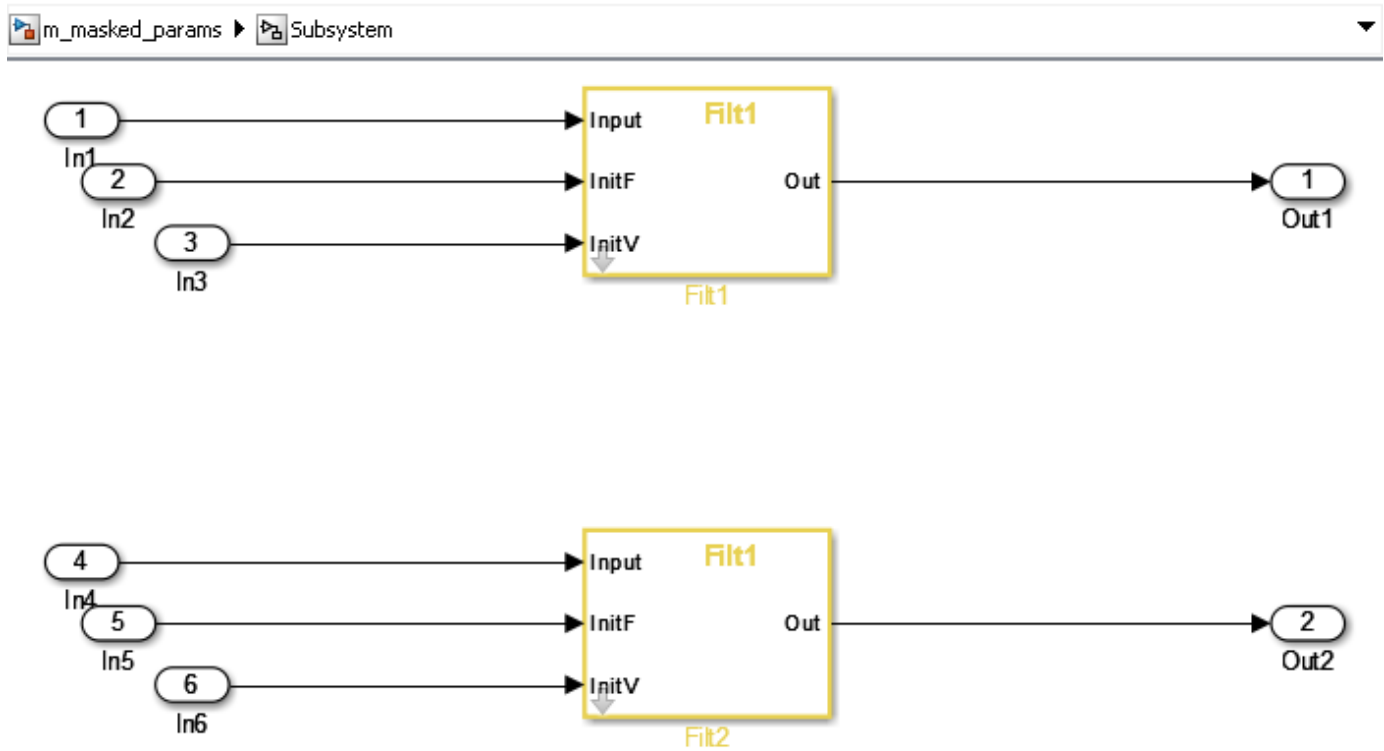 m_masked_params Subsystem
1 Input Filt1
In1
2 InitF Out 1
In2 Out1
3 InitV
In3
Filt1
4 Input Filt1
In4
5 InitF Out 2
In5 Out2
6 InitV
In6
Filt2